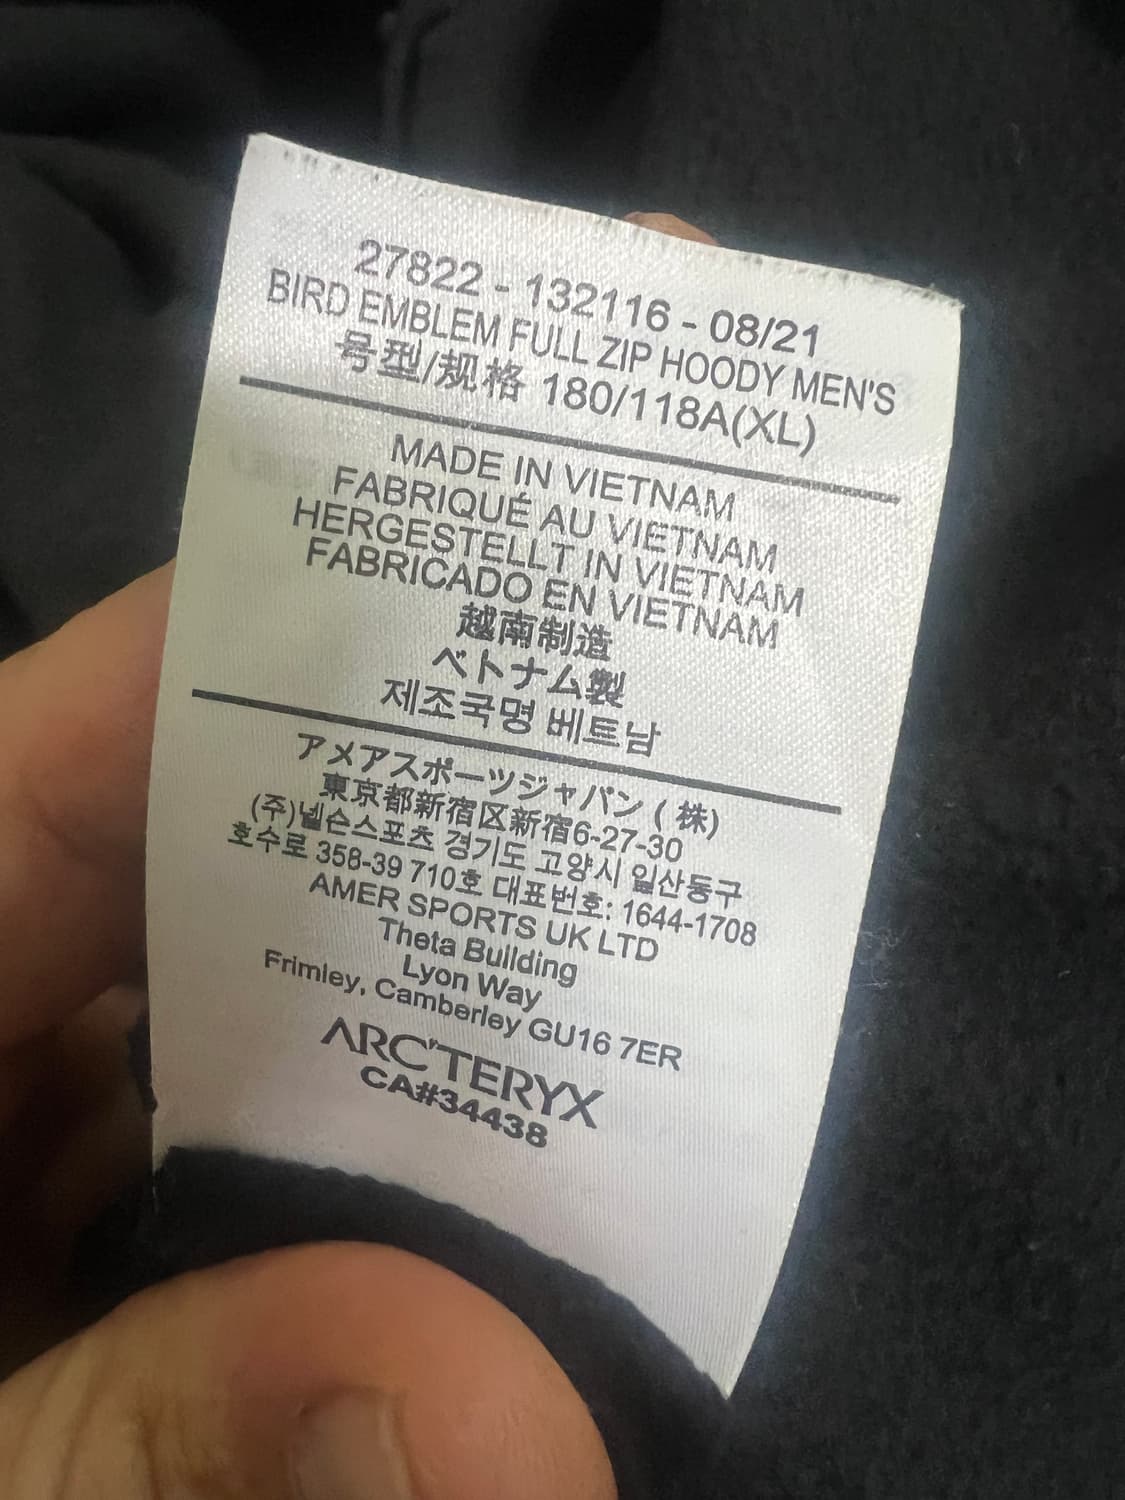 27822 - 132116 - 08/21
BIRD EMBLEM FULL ZIP HOODY MEN'S
号型/规格 180/118A(XL)
MADE IN VIETNAM
FABRIQUÉ AU VIETNAM
HERGESTELLT IN VIETNAM
FABRICADO EN VIETNAM
越南制造
ベトナム製
제조국명 베트남
アメアスポーツジャパン ( 株)
東京都新宿区新宿6-27-30
(주)넬슨스포츠 경기도 고양시 일산동구
호수로 358-39 710호 대표번호: 1644-1708
AMER SPORTS UK LTD
Theta Building
Lyon Way
Frimley, Camberley GU16 7ER
ARC'TERYX
CA#34438